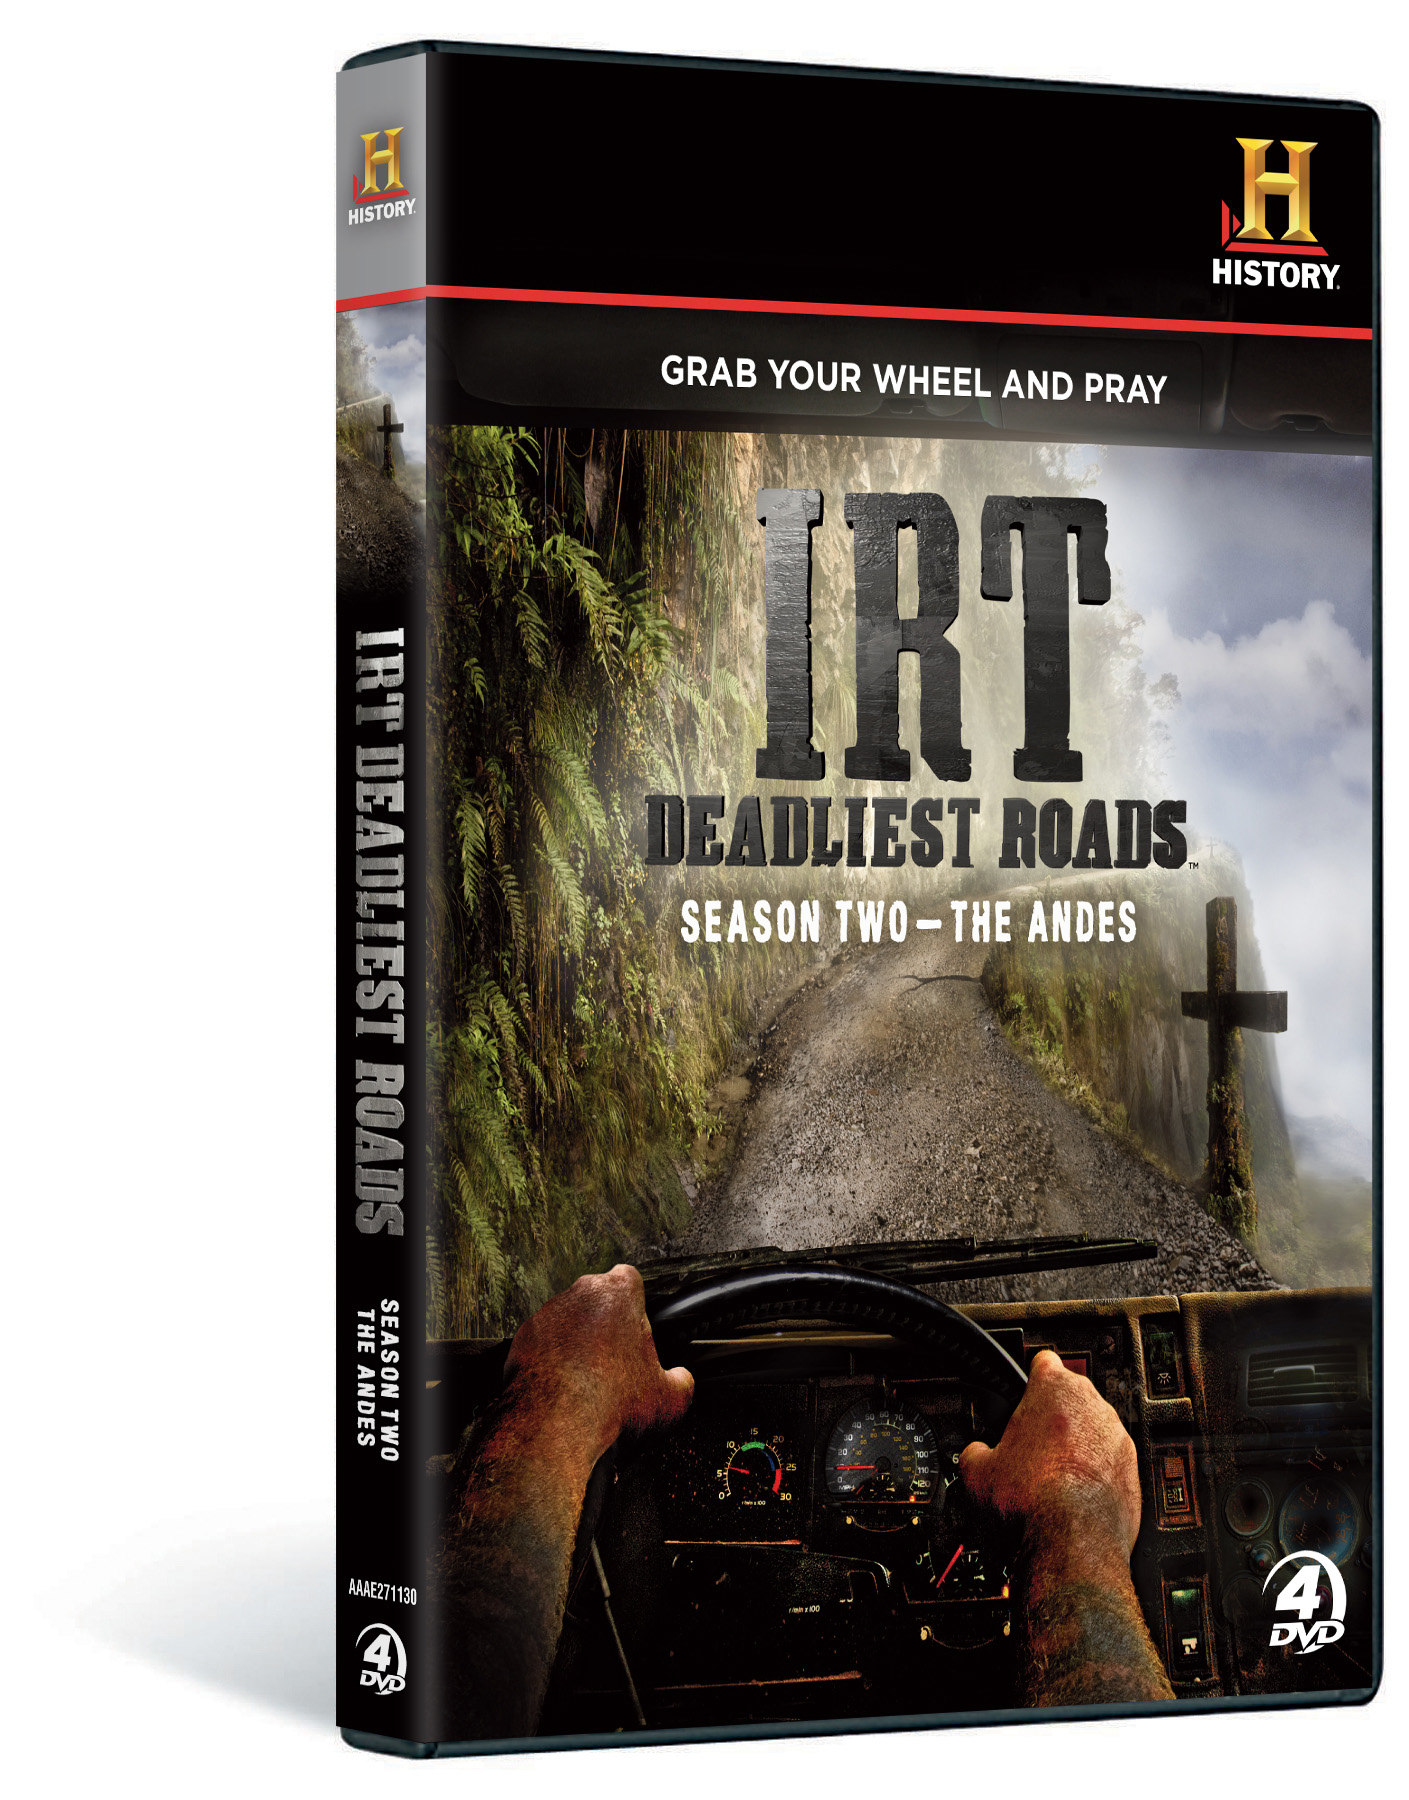 H
HISTORY
IRT DEADLIEST ROADS
SEASON TWO
THE ANDES
AAAE271130
4
DVD
H
HISTORY
GRAB YOUR WHEEL AND PRAY
IRT
DEADLIEST ROADS™
SEASON TWO – THE ANDES
4
DVD